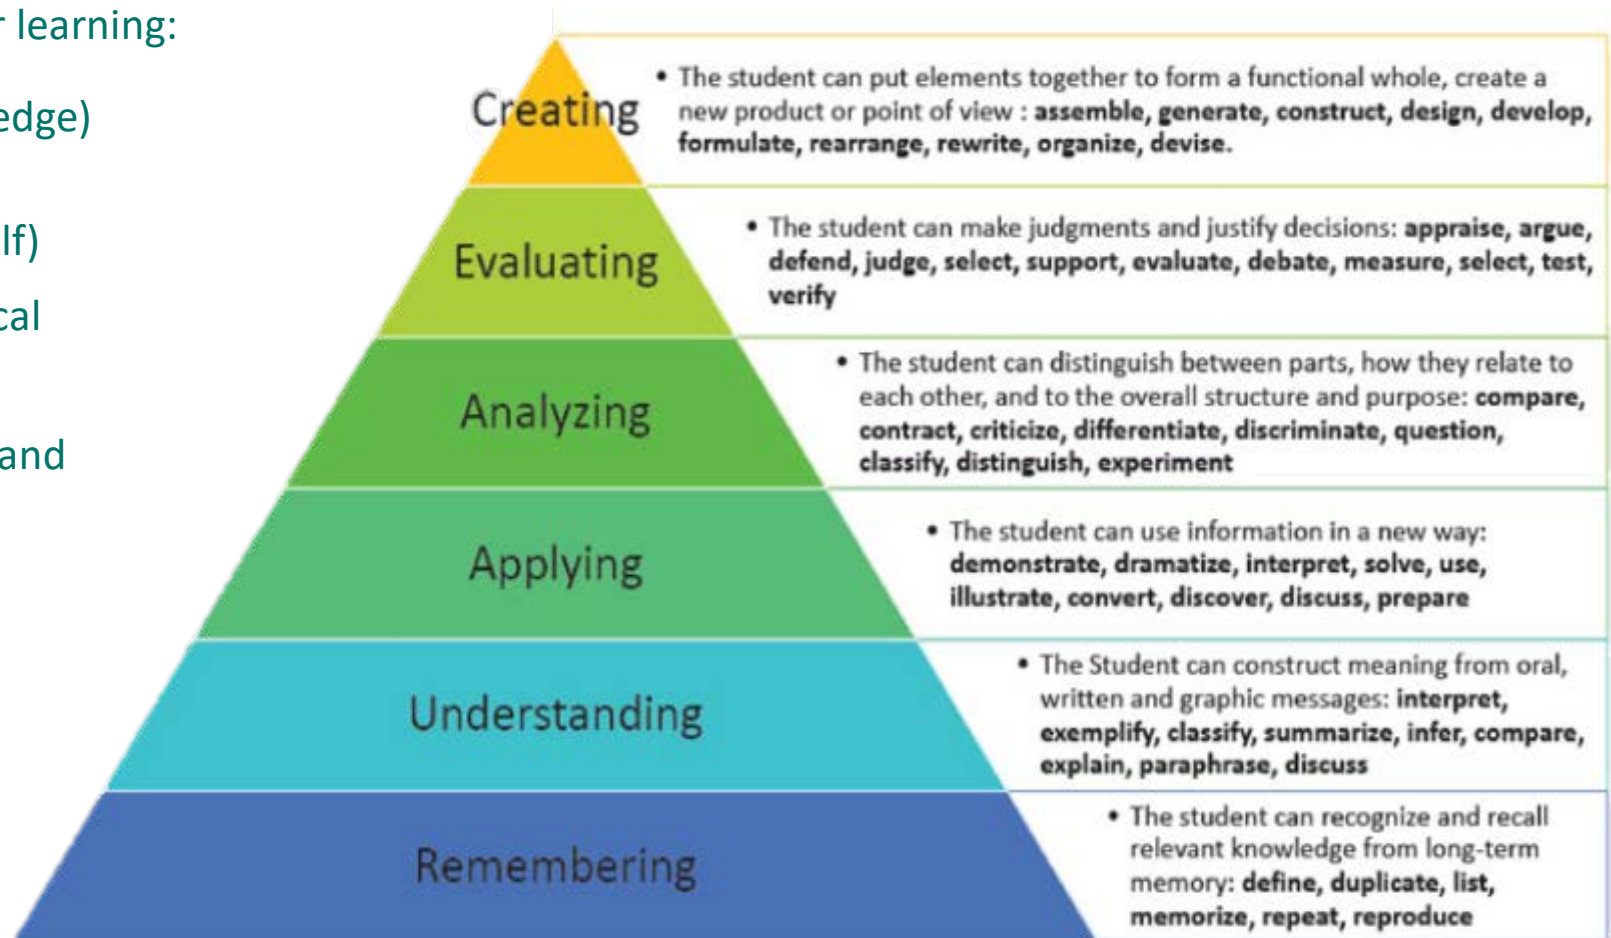 r learning:
edge)
lf)
cal
and
Creating
• The student can put elements together to form a functional whole, create a
new product or point of view : assemble, generate, construct, design, develop,
formulate, rearrange, rewrite, organize, devise.
Evaluating
• The student can make judgments and justify decisions: appraise, argue,
defend, judge, select, support, evaluate, debate, measure, select, test,
verify
Analyzing
• The student can distinguish between parts, how they relate to
each other, and to the overall structure and purpose: compare,
contract, criticize, differentiate, discriminate, question,
classify, distinguish, experiment
Applying
• The student can use information in a new way:
demonstrate, dramatize, interpret, solve, use,
illustrate, convert, discover, discuss, prepare
Understanding
• The Student can construct meaning from oral,
written and graphic messages: interpret,
exemplify, classify, summarize, infer, compare,
explain, paraphrase, discuss
Remembering
• The student can recognize and recall
relevant knowledge from long-term
memory: define, duplicate, list,
memorize, repeat, reproduce